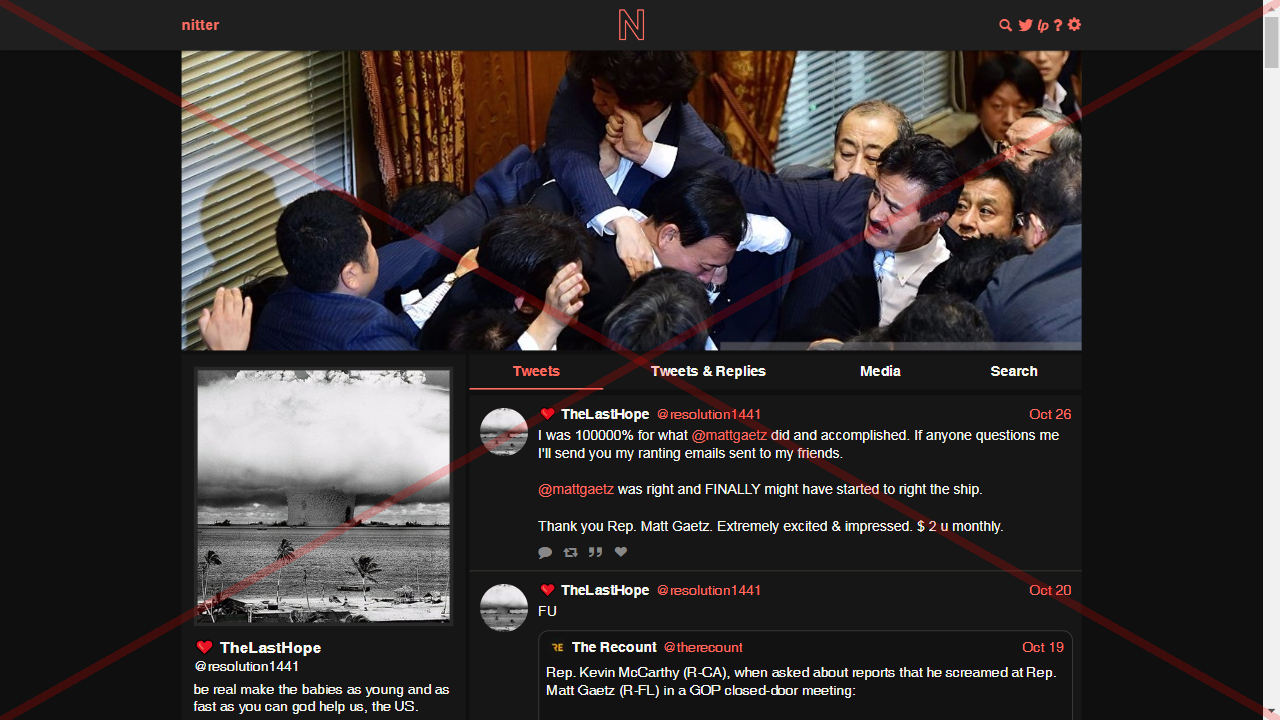 nitter
N
lp ?
Tweets
Tweets & Replies
Media
Search
TheLastHope @resolution1441 Oct 26
I was 100000% for what @mattgaetz did and accomplished. If anyone questions me
I'll send you my ranting emails sent to my friends.
@mattgaetz was right and FINALLY might have started to right the ship.
Thank you Rep. Matt Gaetz. Extremely excited & impressed. $ 2 u monthly.
TheLastHope @resolution1441 Oct 20
FU
RE The Recount @therecount Oct 19
Rep. Kevin McCarthy (R-CA), when asked about reports that he screamed at Rep.
Matt Gaetz (R-FL) in a GOP closed-door meeting:
TheLastHope
@resolution1441
be real make the babies as young and as
fast as you can god help us, the US.